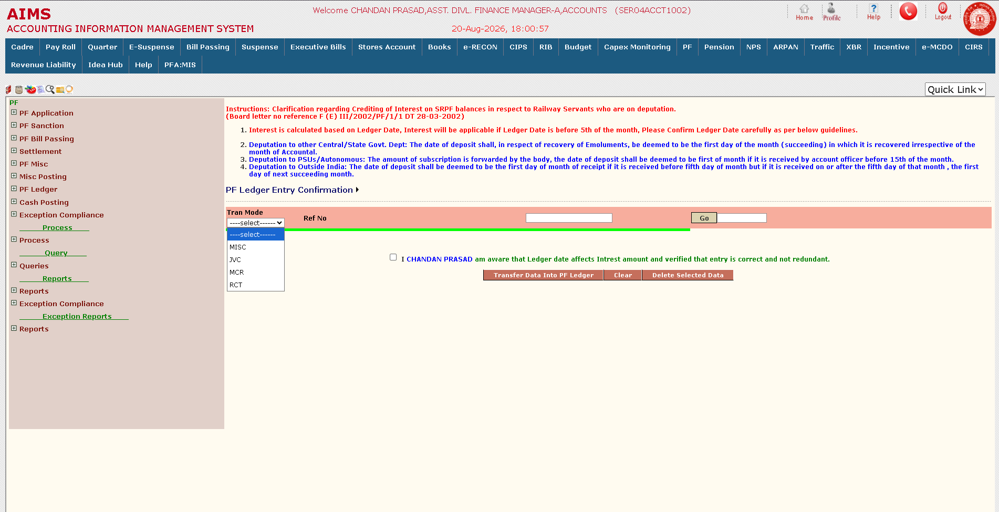 AIMS
ACCOUNTING INFORMATION MANAGEMENT SYSTEM
Welcome CHANDAN PRASAD,ASST. DIVL. FINANCE MANAGER-A,ACCOUNTS (SER04ACCT1002)
20-Aug-2026, 18:00:57
Home
Profile
Help
Logout
Cadre
Pay Roll
Quarter
E-Suspense
Bill Passing
Suspense
Executive Bills
Stores Account
Books
e-RECON
CIPS
RIB
Budget
Capex Monitoring
PF
Pension
NPS
ARPAN
Traffic
XBR
Incentive
e-MCDO
CIRS
Revenue Liability
Idea Hub
Help
PFA:MIS
Quick Link
PF
PF Application
PF Sanction
PF Bill Passing
Settlement
PF Misc
Misc Posting
PF Ledger
Cash Posting
Exception Compliance
Process
Process
Query
Queries
Reports
Reports
Exception Compliance
Exception Reports
Reports
Instructions: Clarification regarding Crediting of Interest on SRPF balances in respect to Railway Servants who are on deputation.
(Board letter no reference F (E) III/2002/PF/1/1 DT 28-03-2002)
1. Interest is calculated based on Ledger Date, Interest will be applicable if Ledger Date is before 5th of the month, Please Confirm Ledger Date carefully as per below guidelines.
2. Deputation to other Central/State Govt. Dept: The date of deposit shall, in respect of recovery of Emoluments, be deemed to be the first day of the month (succeeding) in which it is recovered irrespective of the
month of Accountal.
3. Deputation to PSUs/Autonomous: The amount of subscription is forwarded by the body, the date of deposit shall be deemed to be first of month if it is received by account officer before 15th of the month.
4. Deputation to Outside India: The date of deposit shall be deemed to be the first day of month of receipt if it is received before fifth day of month but if it is received on or after the fifth day of that month , the first
day of next succeeding month.
PF Ledger Entry Confirmation
Tran Mode
----select------
Ref No
Go
----select------
MISC
JVC
MCR
RCT
I CHANDAN PRASAD am aware that Ledger date affects Intrest amount and verified that entry is correct and not redundant.
Transfer Data Into PF Ledger
Clear
Delete Selected Data